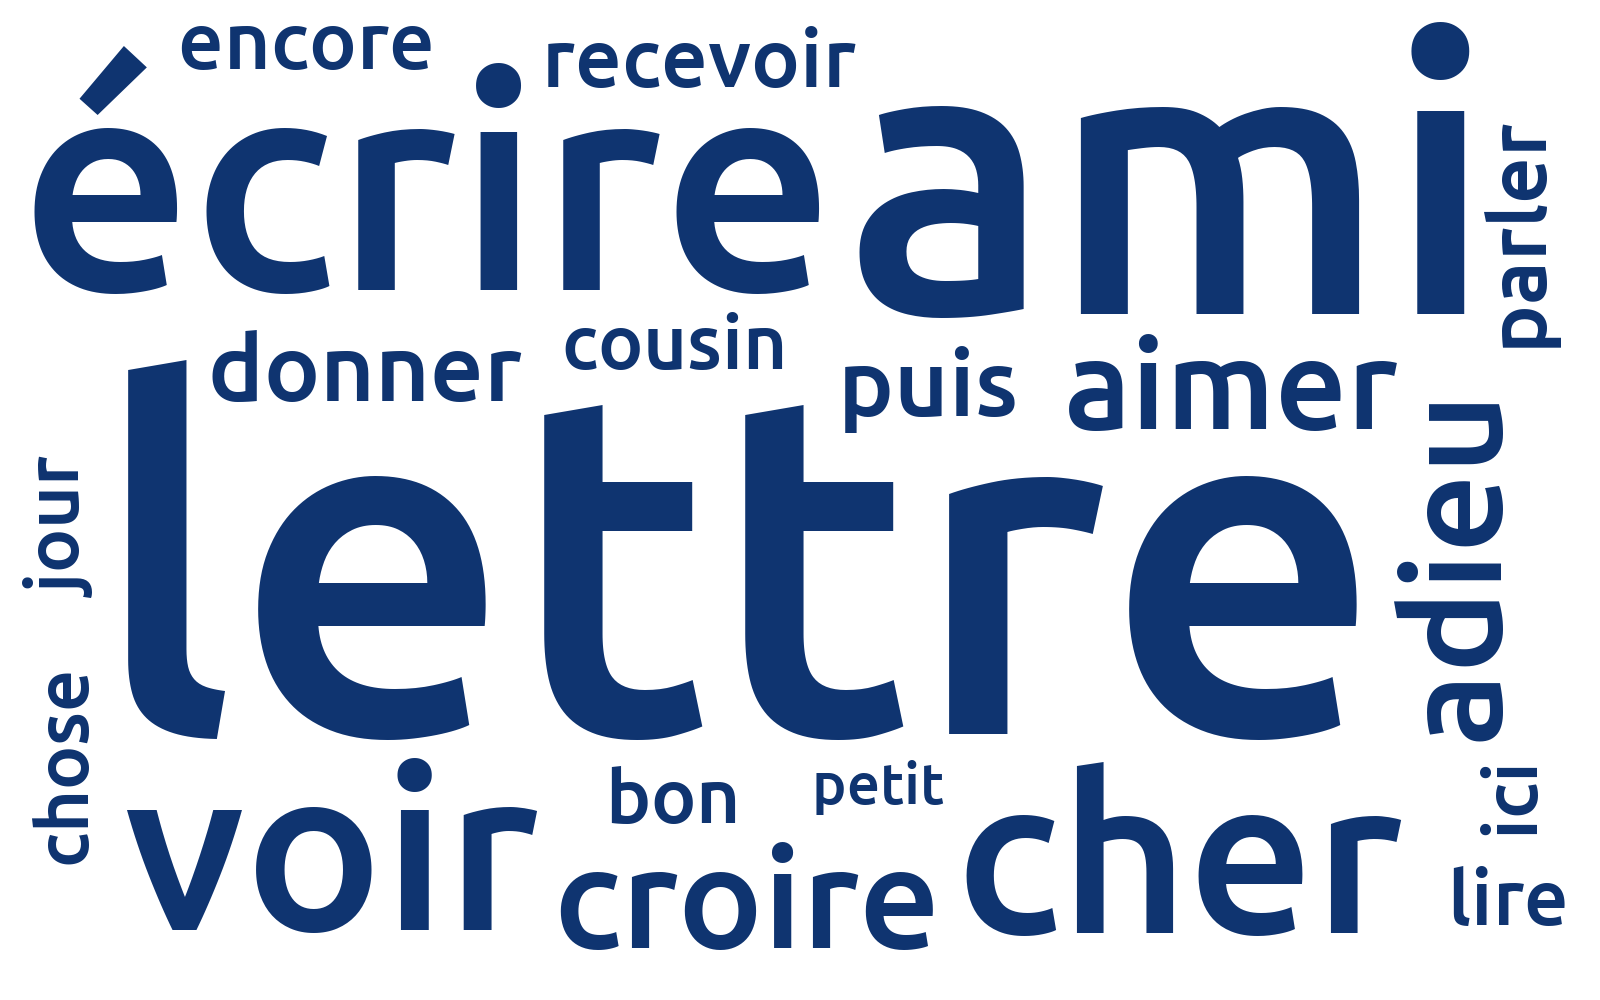 encore
recevoir
écrire
ami
parler
donner
cousin
puis
aimer
lettre
adieu
jour
chose
voir
bon
petit
cher
ici
croire
lire